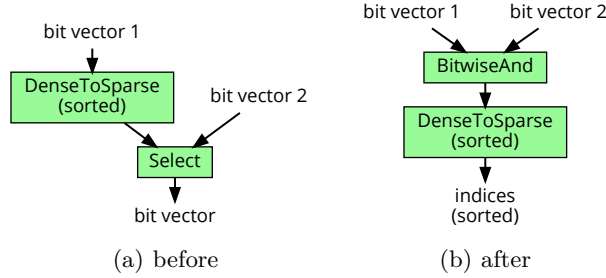 bit vector 1
DenseToSparse
(sorted)
bit vector 2
Select
bit vector
(a) before
bit vector 1
bit vector 2
BitwiseAnd
DenseToSparse
(sorted)
indices
(sorted)
(b) after